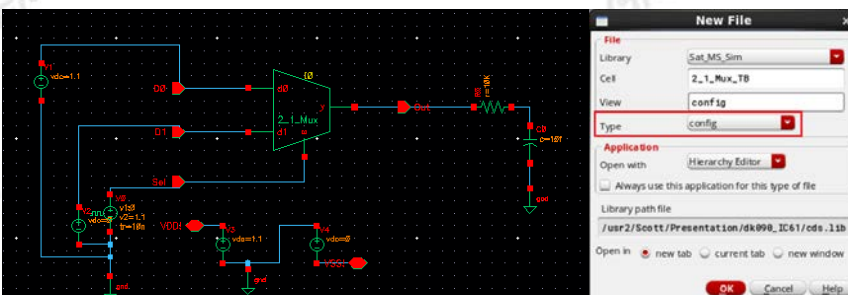 V1
vdc=1.1
D0
d0
I0
2_1_Mux
y
Out
R0
r=10K
C0
c=10f
D1
d1
s
Sel
V0
v1=0
v2=1.1
tr=10n
V2
vdc=0
VDD!
V3
vdc=1.1
V4
vdc=0
VSS!
gnd
gnd
gnd
New File
File
Library
Sat_MS_Sim
Cell
2_1_Mux_TB
View
config
Type
config
Application
Open with
Hierarchy Editor
Always use this application for this type of file
Library path file
/usr2/Scott/Presentation/dk090_IC61/cds.lib
Open in
new tab
current tab
new window
OK
Cancel
Help